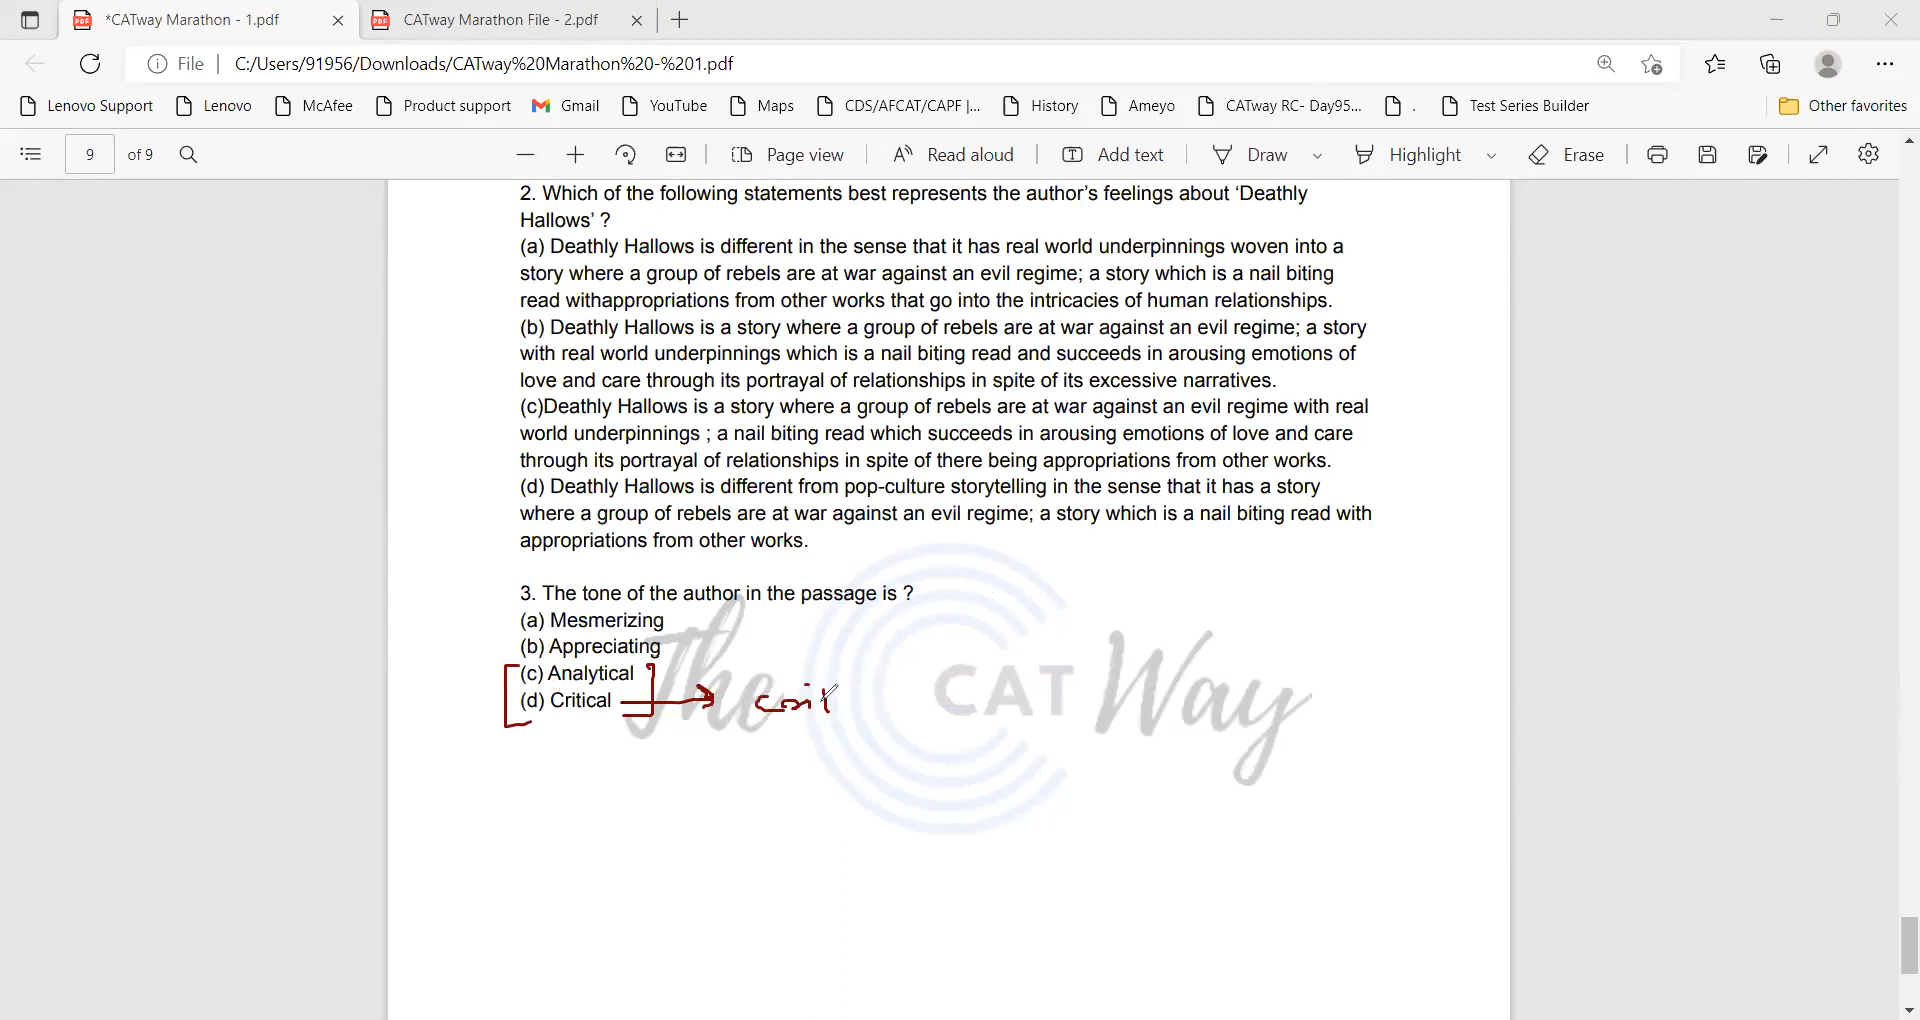 *CATway Marathon - 1.pdf
CATway Marathon File - 2.pdf
File
C:/Users/91956/Downloads/CATway%20Marathon%20-%201.pdf
Lenovo Support
Lenovo
McAfee
Product support
Gmail
YouTube
Maps
CDS/AFCAT/CAPF |...
History
Ameyo
CATway RC- Day95...
.
Test Series Builder
Other favorites
9
of 9
Page view
Read aloud
Add text
Draw
Highlight
Erase
2. Which of the following statements best represents the author’s feelings about ‘Deathly
Hallows’ ?
(a) Deathly Hallows is different in the sense that it has real world underpinnings woven into a
story where a group of rebels are at war against an evil regime; a story which is a nail biting
read withappropriations from other works that go into the intricacies of human relationships.
(b) Deathly Hallows is a story where a group of rebels are at war against an evil regime; a story
with real world underpinnings which is a nail biting read and succeeds in arousing emotions of
love and care through its portrayal of relationships in spite of its excessive narratives.
(c)Deathly Hallows is a story where a group of rebels are at war against an evil regime with real
world underpinnings ; a nail biting read which succeeds in arousing emotions of love and care
through its portrayal of relationships in spite of there being appropriations from other works.
(d) Deathly Hallows is different from pop-culture storytelling in the sense that it has a story
where a group of rebels are at war against an evil regime; a story which is a nail biting read with
appropriations from other works.
3. The tone of the author in the passage is ?
(a) Mesmerizing
(b) Appreciating
(c) Analytical
(d) Critical
crit
The CAT Way